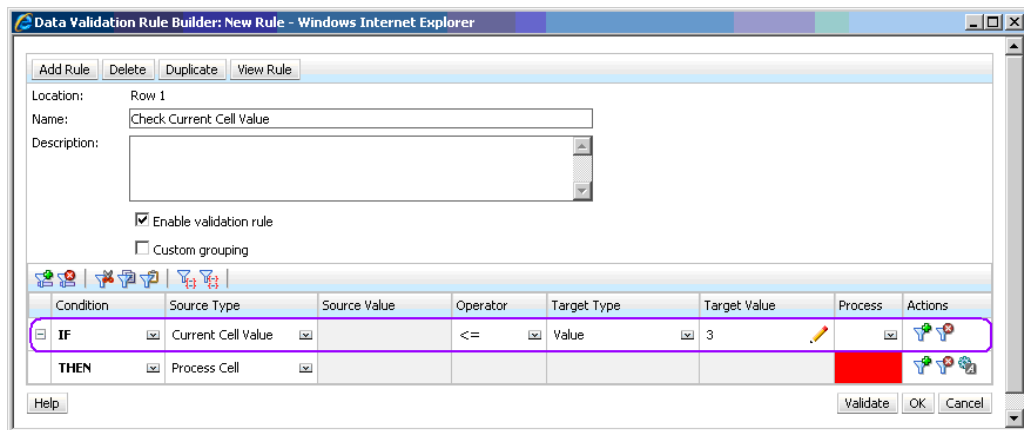 Data Validation Rule Builder: New Rule - Windows Internet Explorer
Add Rule Delete Duplicate View Rule
Location: Row 1
Name: Check Current Cell Value
Description:
Enable validation rule
Custom grouping
Condition Source Type Source Value Operator Target Type Target Value Process Actions
IF Current Cell Value <= Value 3
THEN Process Cell
Help Validate OK Cancel